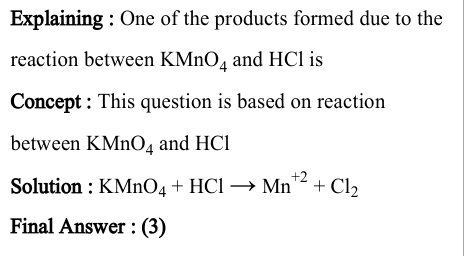 Explaining : One of the products formed due to the
reaction between KMnO₄ and HCl is
Concept : This question is based on reaction
between KMnO₄ and HCl
Solution : KMnO₄ + HCl ⟶ Mn⁺² + Cl₂
Final Answer : (3)